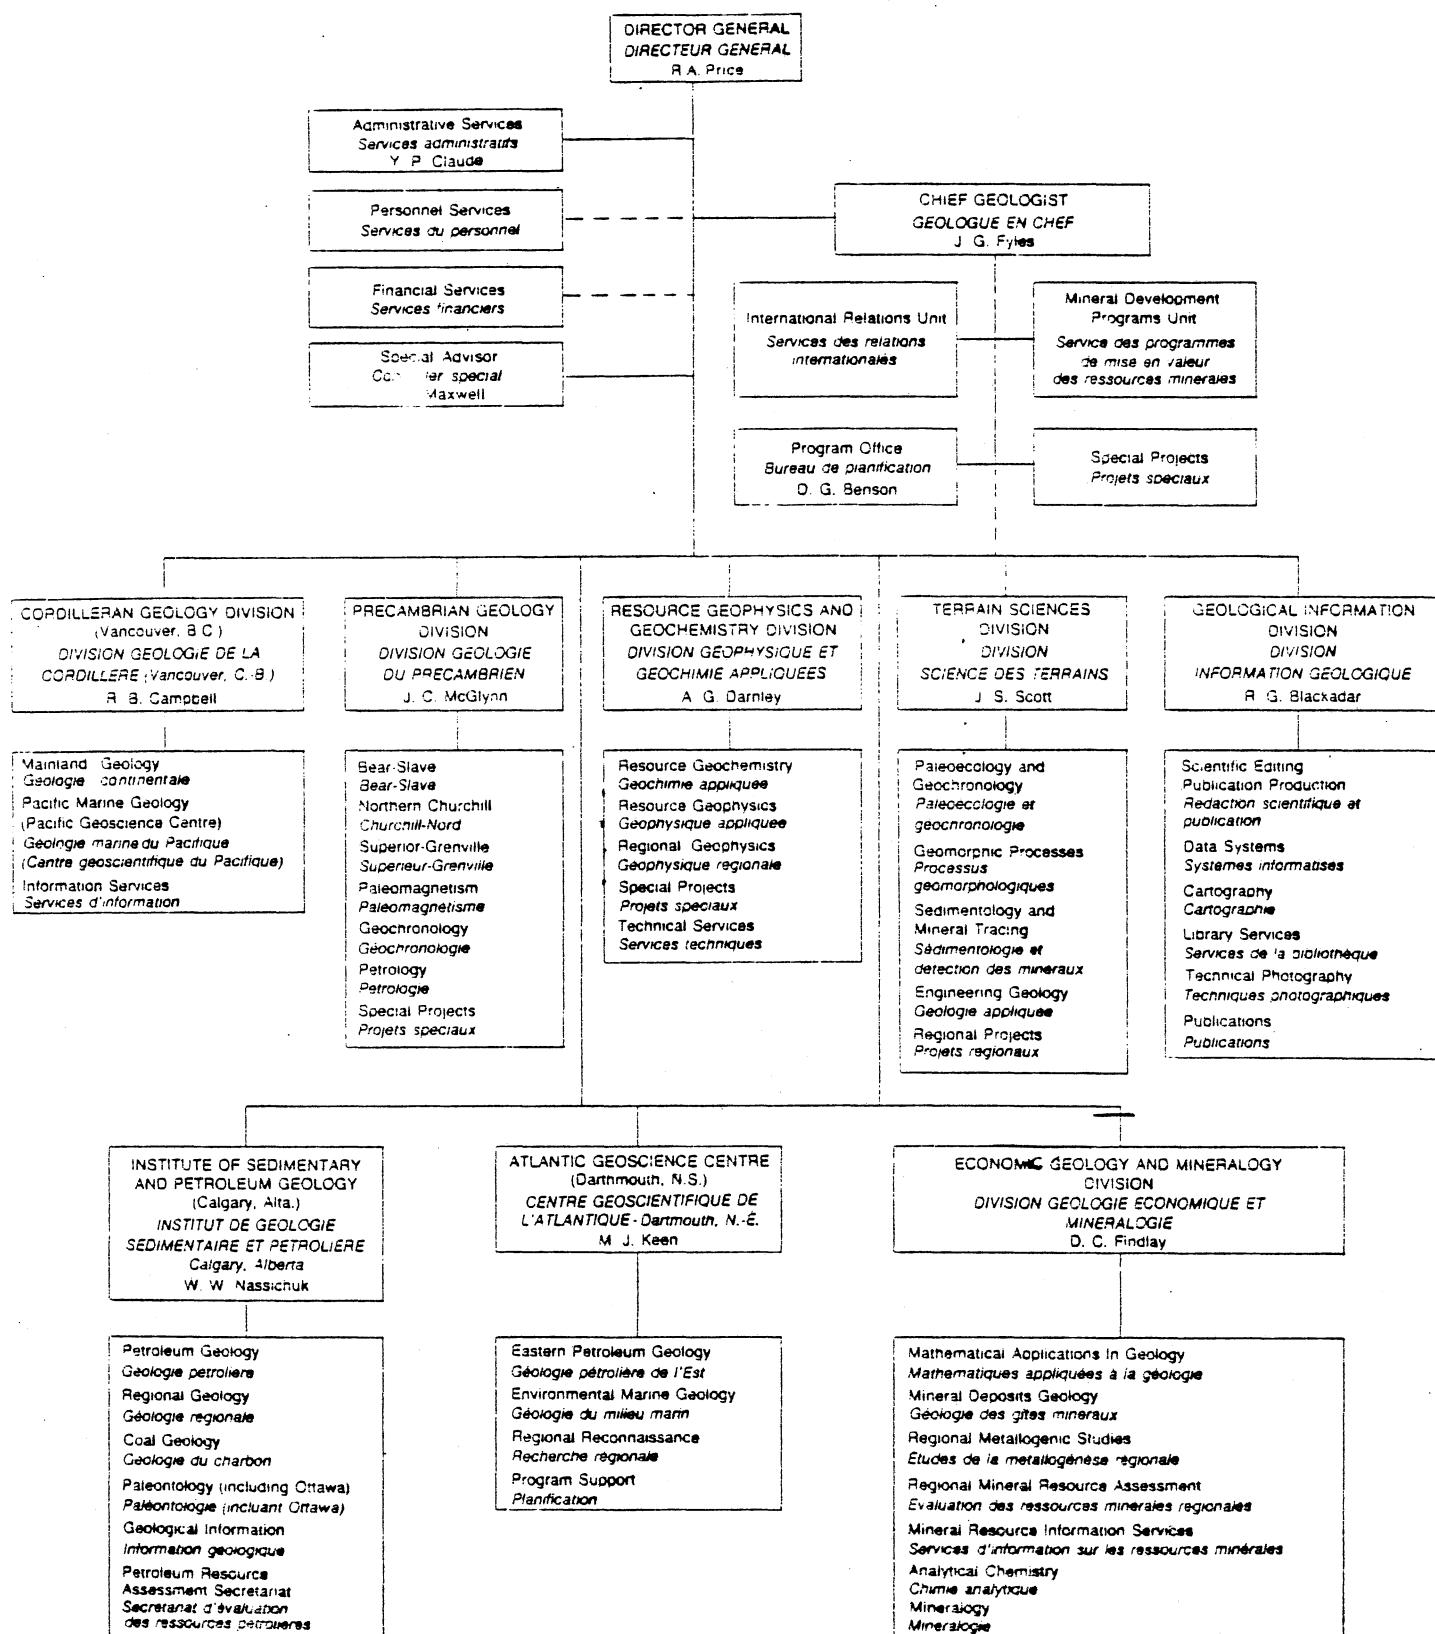 DIRECTOR GENERAL
DIRECTEUR GENERAL
R.A. Price
Administrative Services
Services administratifs
Y. P. Claude
Personnel Services
Services du personnel
Financial Services
Services financiers
Special Advisor
special
Maxwell
CHIEF GEOLOGIST
GEOLOGUE EN CHEF
J. G. Fyles
International Relations Unit
Services des relations
internationales
Mineral Development
Programs Unit
Service des programmes
de mise en valeur
des ressources minerales
Program Office
Bureau de planification
D. G. Benson
Special Projects
Projets speciaux
CORDILLERAN GEOLOGY DIVISION
(Vancouver, B.C.)
DIVISION GEOLOGIE DE LA
CORDILLERE (Vancouver, C.-B.)
R. B. Campbell
Mainland Geology
Geologie continentale
Pacific Marine Geology
(Pacific Geoscience Centre)
Géologie marine du Pacifique
(Centre geoscientifique du Pacifique)
Information Services
Services d'information
PRECAMBRIAN GEOLOGY
DIVISION
DIVISION GEOLOGIE
DU PRECAMBRIEN
J. C. McGlynn
Bear-Slave
Bear-Slave
Northern Churchill
Churchill-Nord
Superior-Grenville
Superieur-Grenville
Paleomagnetism
Paleomagnétisme
Geochronology
Géochronologie
Petrology
Petrologie
Special Projects
Projets speciaux
RESOURCE GEOPHYSICS AND
GEOCHEMISTRY DIVISION
DIVISION GEOPHYSIQUE ET
GEOCHIMIE APPLIQUEES
A. G. Darnley
Resource Geochemistry
Geochimie appliquée
Resource Geophysics
Geophysique appliquee
Regional Geophysics
Geophysique regionale
Special Projects
Projets speciaux
Technical Services
Services techniques
TERRAIN SCIENCES
DIVISION
DIVISION
SCIENCE DES TERRAINS
J. S. Scott
Paleoecology and
Geochronology
Paleoecologie et
geochronologie
Geomorphic Processes
Processus
geomorphologiques
Sedimentology and
Mineral Tracing
Sédimentologie et
detection des mineraux
Engineering Geology
Geologie appliquée
Regional Projects
Projets regionaux
GEOLOGICAL INFORMATION
DIVISION
DIVISION
INFORMATION GEOLOGIQUE
R. G. Blackadar
Scientific Editing
Publication Production
Redaction scientifique et
publication
Data Systems
Systemes informatises
Cartography
Cartographie
Library Services
Services de la bibliothèque
Technical Photography
Techniques photographiques
Publications
Publications
INSTITUTE OF SEDIMENTARY
AND PETROLEUM GEOLOGY
(Calgary, Alta.)
INSTITUT DE GEOLOGIE
SEDIMENTAIRE ET PETROLIERE
Calgary, Alberta
W. W. Nassichuk
Petroleum Geology
Géologie petroliere
Regional Geology
Géologie regionale
Coal Geology
Géologie du charbon
Paleontology (including Ottawa)
Paléontologie (incluant Ottawa)
Geological Information
Information géologique
Petroleum Resource
Assessment Secretariat
Secretariat d'évaluation
des ressources petrolieres
ATLANTIC GEOSCIENCE CENTRE
(Darthmouth, N.S.)
CENTRE GEOSCIENTIFIQUE DE
L'ATLANTIQUE - Dartmouth, N.-É.
M. J. Keen
Eastern Petroleum Geology
Géologie pétrolière de l'Est
Environmental Marine Geology
Géologie du milieu marin
Regional Reconnaissance
Recherche régionale
Program Support
Planification
ECONOMIC GEOLOGY AND MINERALOGY
DIVISION
DIVISION GEOLOGIE ECONOMIQUE ET
MINERALOGIE
D. C. Findlay
Mathematical Applications In Geology
Mathematiques appliquées à la géologie
Mineral Deposits Geology
Géologie des gîtes mineraux
Regional Metallogenic Studies
Etudes de la metallogénèse régionale
Regional Mineral Resource Assessment
Evaluation des ressources minerales regionales
Mineral Resource Information Services
Services d'information sur les ressources minérales
Analytical Chemistry
Chimie analytique
Mineralogy
Mineralogie